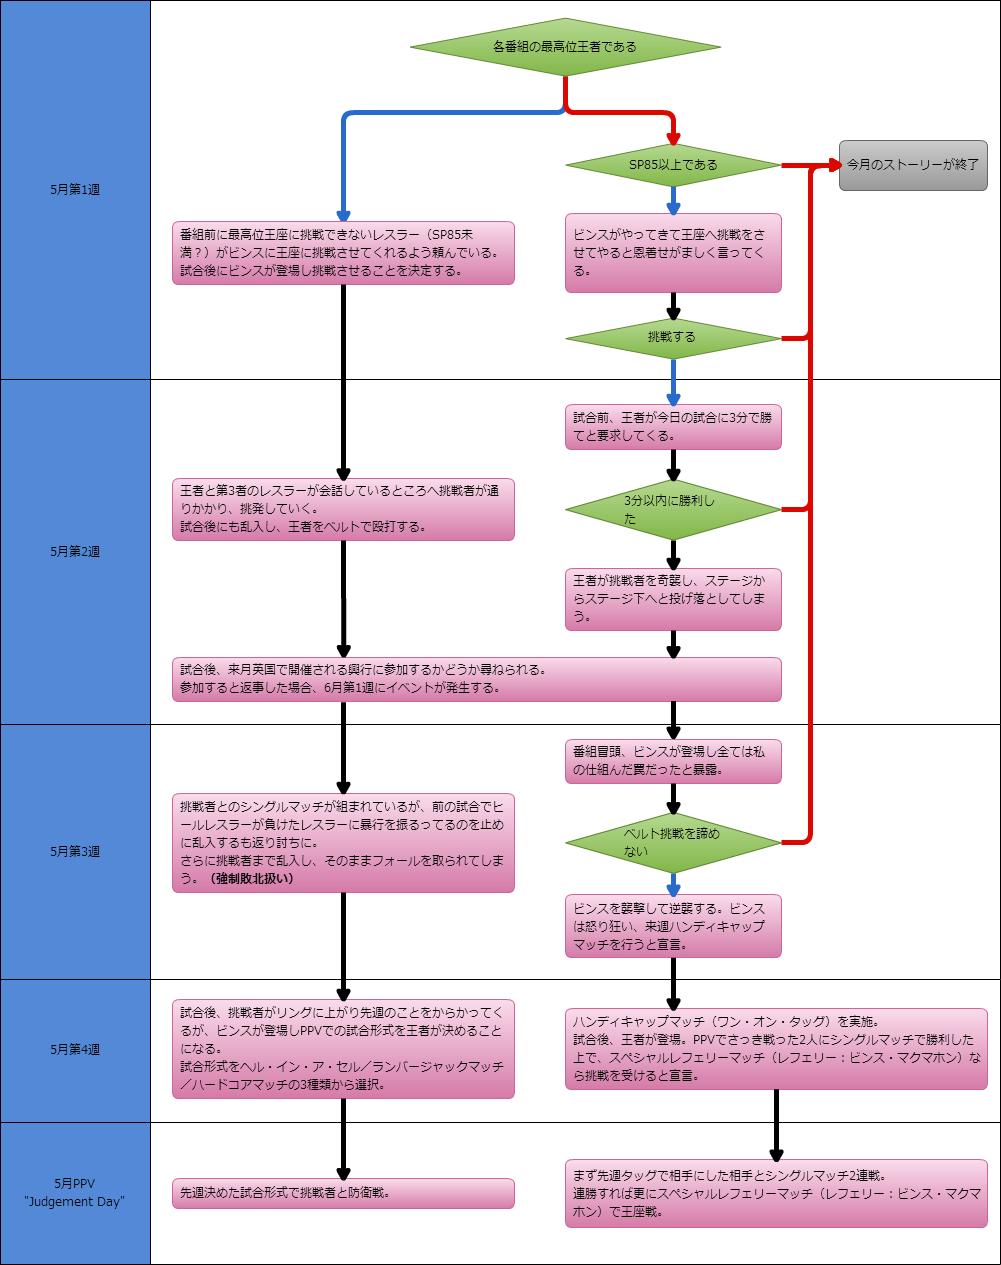 各番組の最高位王者である
5月第1週
SP85以上である
今月のストーリーが終了
番組前に最高位王座に挑戦できないレスラー（SP85未
満？）がビンスに王座に挑戦させてくれるよう頼んでいる。
試合後にビンスが登場し挑戦させることを決定する。
ビンスがやってきて王座へ挑戦をさ
せてやると恩着せがましく言ってく
る。
挑戦する
5月第2週
試合前、王者が今日の試合に3分で勝
てと要求してくる。
王者と第3者のレスラーが会話しているところへ挑戦者が通
りかかり、挑発していく。
試合後にも乱入し、王者をベルトで殴打する。
3分以内に勝利し
た
王者が挑戦者を奇襲し、ステージか
らステージ下へと投げ落としてしま
う。
試合後、来月英国で開催される興行に参加するかどうか尋ねられる。
参加すると返事した場合、6月第1週にイベントが発生する。
5月第3週
番組冒頭、ビンスが登場し全ては私
の仕組んだ罠だったと暴露。
挑戦者とのシングルマッチが組まれているが、前の試合でヒ
ールレスラーが負けたレスラーに暴行を振るってるのを止め
に乱入するも返り討ちに。
さらに挑戦者まで乱入し、そのままフォールを取られてしま
う。（強制敗北扱い）
ベルト挑戦を諦め
ない
ビンスを襲撃して逆襲する。ビンス
は怒り狂い、来週ハンディキャップ
マッチを行うと宣言。
5月第4週
試合後、挑戦者がリングに上がり先週のことをからかってく
るが、ビンスが登場しPPVでの試合形式を王者が決めること
になる。
試合形式をヘル・イン・ア・セル／ランバージャックマッチ
／ハードコアマッチの3種類から選択。
ハンディキャップマッチ（ワン・オン・タッグ）を実施。
試合後、王者が登場。PPVでさっき戦った2人にシングルマッチで勝利した
上で、スペシャルレフェリーマッチ（レフェリー：ビンス・マクマホン）な
ら挑戦を受けると宣言。
5月PPV
"Judgement Day"
先週決めた試合形式で挑戦者と防衛戦。
まず先週タッグで相手にした相手とシングルマッチ2連戦。
連勝すれば更にスペシャルレフェリーマッチ（レフェリー：ビンス・マクマ
ホン）で王座戦。